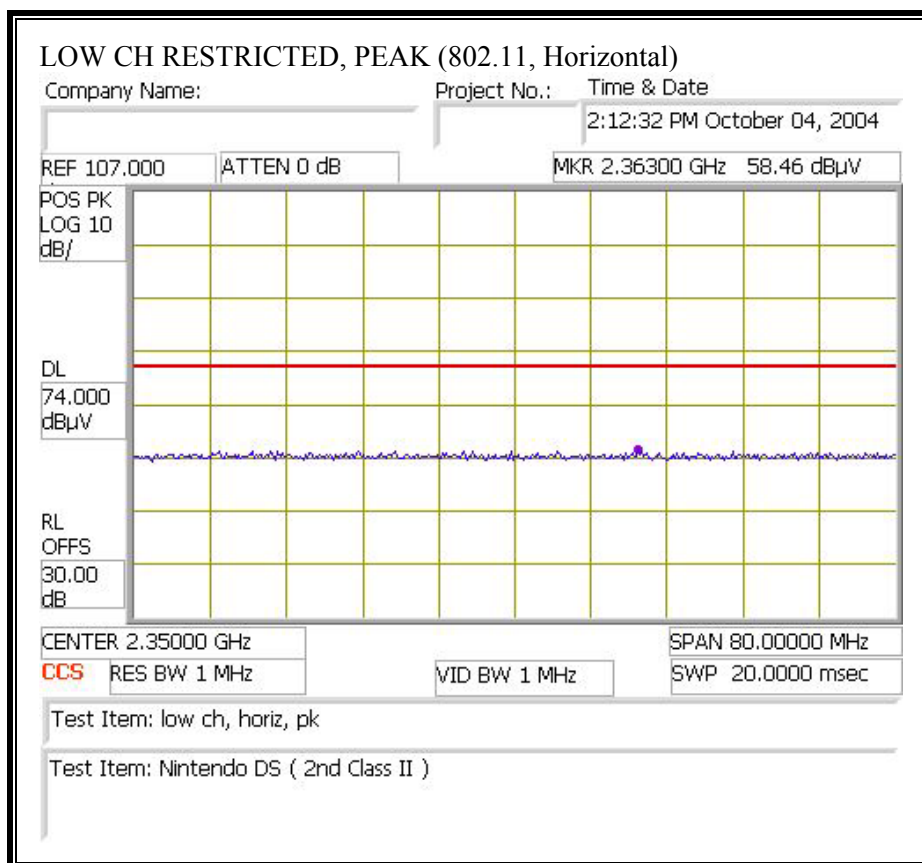 LOW CH RESTRICTED, PEAK (802.11, Horizontal)
Company Name: Project No.: Time & Date
2:12:32 PM October 04, 2004
REF 107.000 ATTEN 0 dB MKR 2.36300 GHz 58.46 dBµV
POS PK
LOG 10
dB/
DL
74.000
dBµV
RL
OFFS
30.00
dB
CENTER 2.35000 GHz SPAN 80.00000 MHz
CCS RES BW 1 MHz VID BW 1 MHz SWP 20.0000 msec
Test Item: low ch, horiz, pk
Test Item: Nintendo DS ( 2nd Class II )